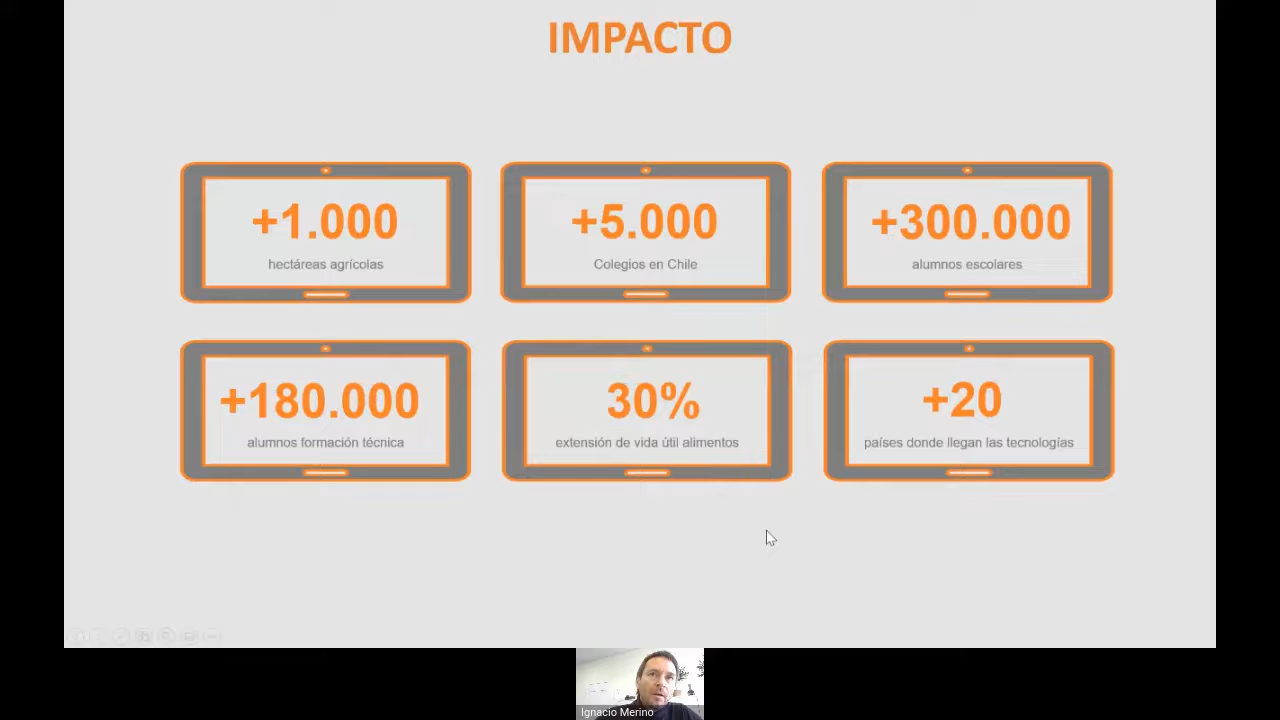 IMPACTO
+1.000
hectáreas agrícolas
+5.000
Colegios en Chile
+300.000
alumnos escolares
+180.000
alumnos formación técnica
30%
extensión de vida útil alimentos
+20
países donde llegan las tecnologías
Ignacio Merino